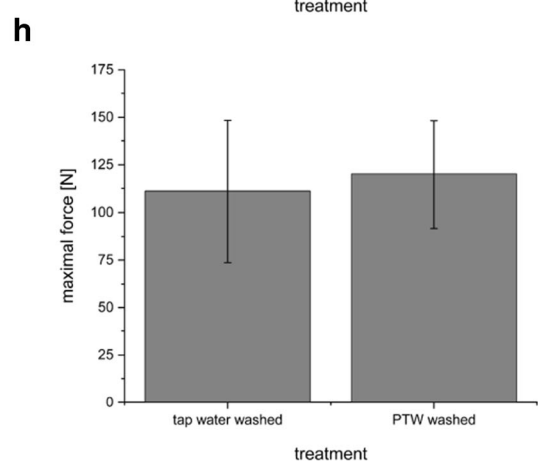 treatment
h
175
150
125
100
75
50
25
0
maximal force [N]
tap water washed
PTW washed
treatment